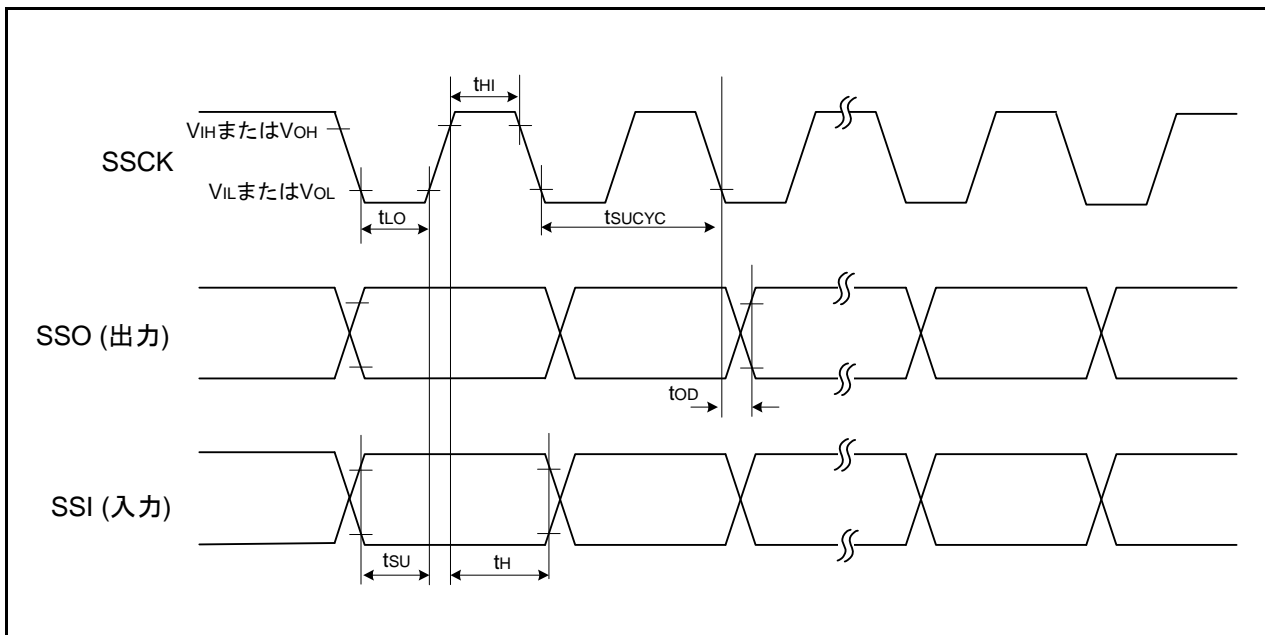 tHI
VIHまたはVOH
SSCK
VILまたはVOL
tLO
tSUCYC
SSO (出力)
tOD
SSI (入力)
tSU
tH